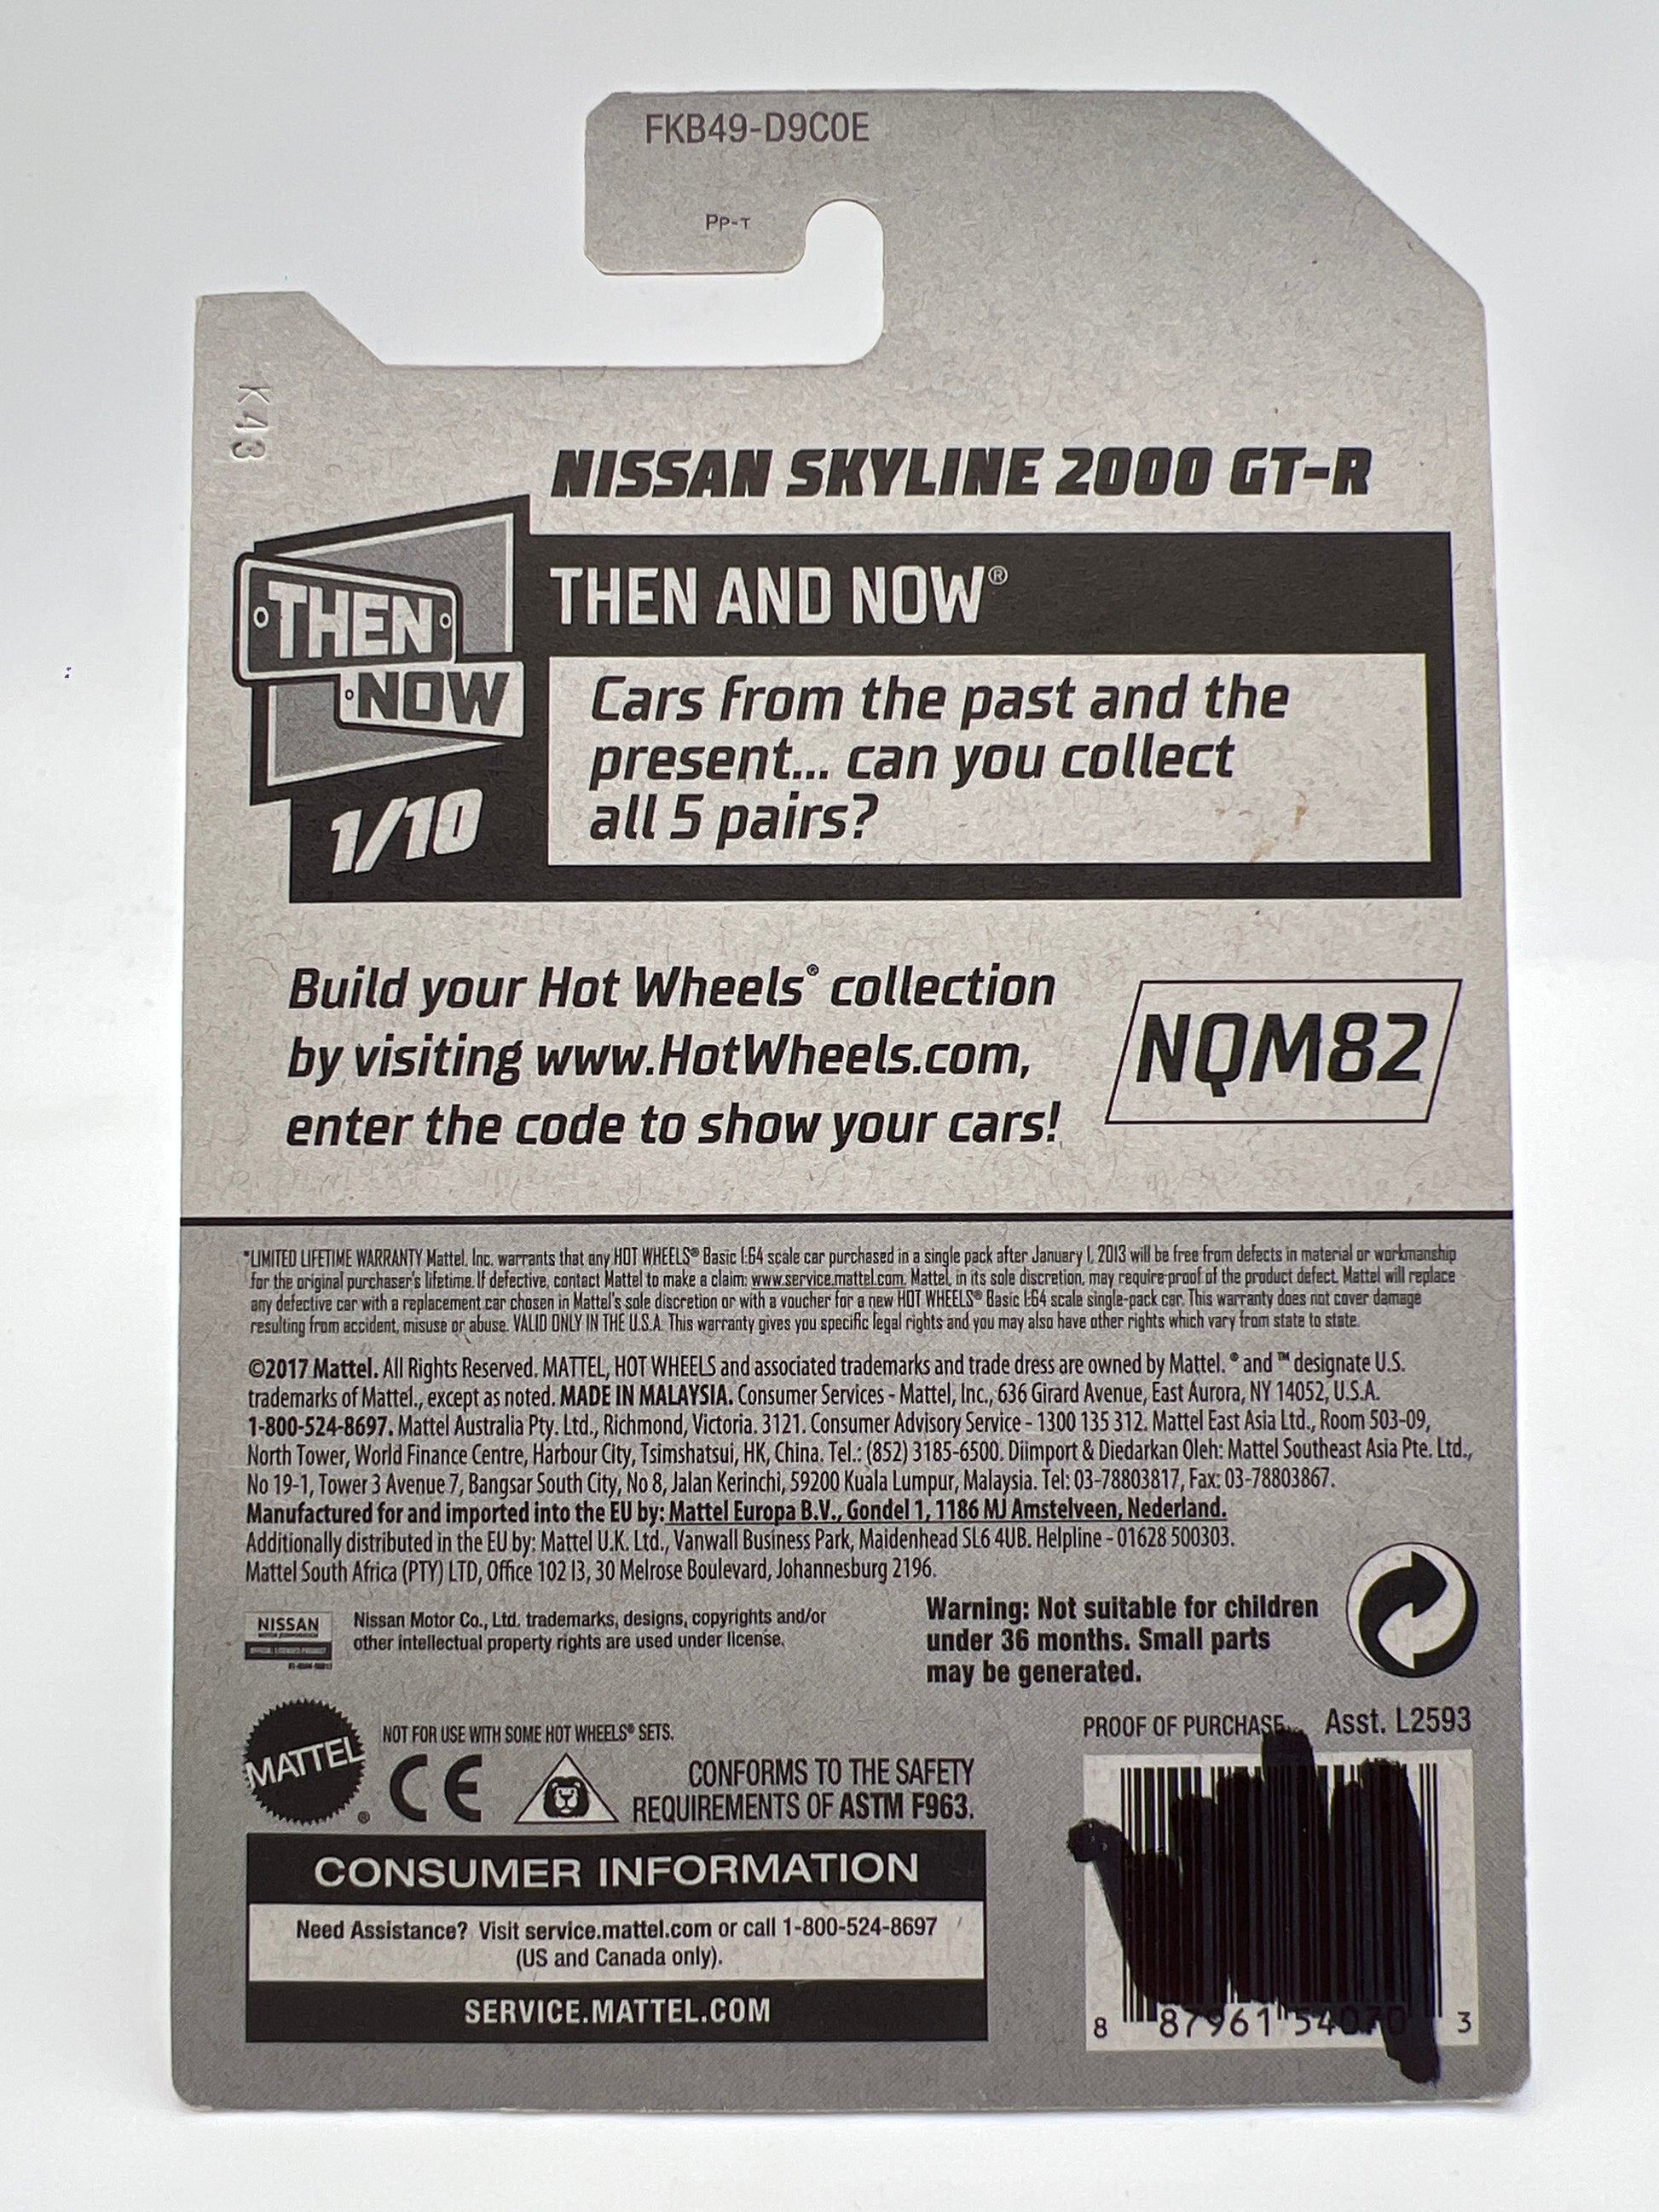 FKB49-D9C0E
PP-T
K 43
NISSAN SKYLINE 2000 GT-R
THEN AND NOW®
THEN
NOW
1/10
Cars from the past and the
present... can you collect
all 5 pairs?
Build your Hot Wheels® collection
by visiting www.HotWheels.com,
enter the code to show your cars!
NQM82
*LIMITED LIFETIME WARRANTY Mattel, Inc. warrants that any HOT WHEELS® Basic 1:64 scale car purchased in a single pack after January 1, 2013 will be free from defects in material or workmanship
for the original purchaser's lifetime. If defective, contact Mattel to make a claim: www.service.mattel.com. Mattel, in its sole discretion, may require proof of the product defect. Mattel will replace
any defective car with a replacement car chosen in Mattel's sole discretion or with a voucher for a new HOT WHEELS® Basic 1:64 scale single-pack car. This warranty does not cover damage
resulting from accident, misuse or abuse. VALID ONLY IN THE U.S.A. This warranty gives you specific legal rights and you may also have other rights which vary from state to state.
©2017 Mattel. All Rights Reserved. MATTEL, HOT WHEELS and associated trademarks and trade dress are owned by Mattel. ® and ™ designate U.S.
trademarks of Mattel., except as noted. MADE IN MALAYSIA. Consumer Services - Mattel, Inc., 636 Girard Avenue, East Aurora, NY 14052, U.S.A.
1-800-524-8697. Mattel Australia Pty. Ltd., Richmond, Victoria. 3121. Consumer Advisory Service - 1300 135 312. Mattel East Asia Ltd., Room 503-09,
North Tower, World Finance Centre, Harbour City, Tsimshatsui, HK, China. Tel.: (852) 3185-6500. Diimport & Diedarkan Oleh: Mattel Southeast Asia Pte. Ltd.,
No 19-1, Tower 3 Avenue 7, Bangsar South City, No 8, Jalan Kerinchi, 59200 Kuala Lumpur, Malaysia. Tel: 03-78803817, Fax: 03-78803867.
Manufactured for and imported into the EU by: Mattel Europa B.V., Gondel 1, 1186 MJ Amstelveen, Nederland.
Additionally distributed in the EU by: Mattel U.K. Ltd., Vanwall Business Park, Maidenhead SL6 4UB. Helpline - 01628 500303.
Mattel South Africa (PTY) LTD, Office 102 I3, 30 Melrose Boulevard, Johannesburg 2196.
NISSAN
Nissan Motor Co., Ltd. trademarks, designs, copyrights and/or
other intellectual property rights are used under license.
Warning: Not suitable for children
under 36 months. Small parts
may be generated.
MATTEL®
NOT FOR USE WITH SOME HOT WHEELS® SETS.
CE
CONFORMS TO THE SAFETY
REQUIREMENTS OF ASTM F963.
PROOF OF PURCHASE
Asst. L2593
CONSUMER INFORMATION
Need Assistance? Visit service.mattel.com or call 1-800-524-8697
(US and Canada only).
SERVICE.MATTEL.COM
8 87961 54070 3